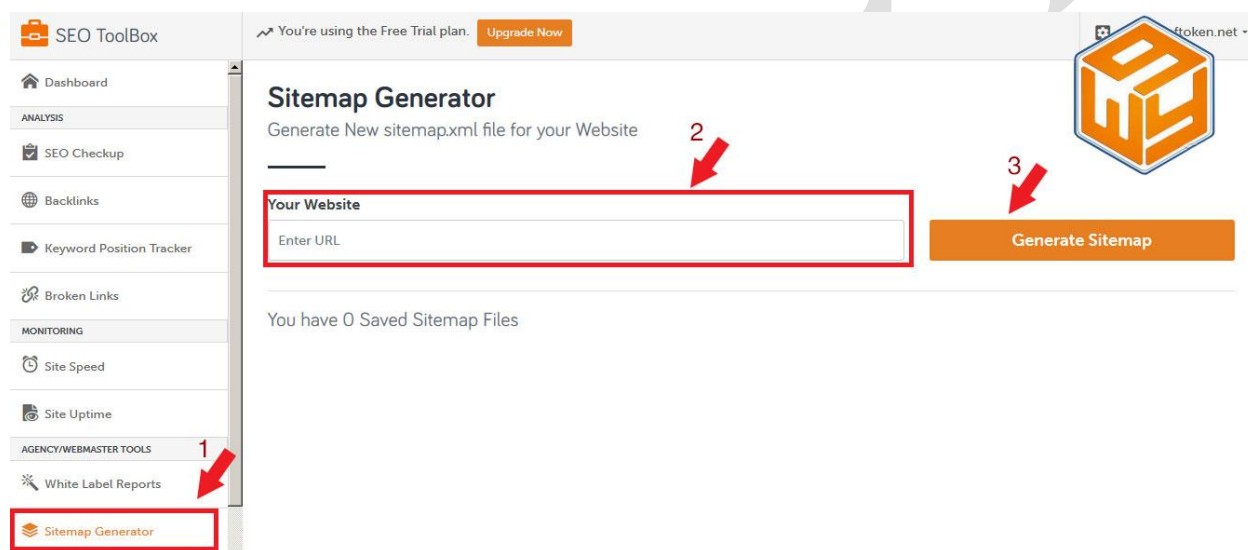 SEO ToolBox
You're using the Free Trial plan. Upgrade Now
ftoken.net
Dashboard
ANALYSIS
SEO Checkup
Backlinks
Keyword Position Tracker
Broken Links
MONITORING
Site Speed
Site Uptime
AGENCY/WEBMASTER TOOLS
1
White Label Reports
Sitemap Generator
Sitemap Generator
Generate New sitemap.xml file for your Website
2
3
Your Website
Enter URL
Generate Sitemap
You have 0 Saved Sitemap Files